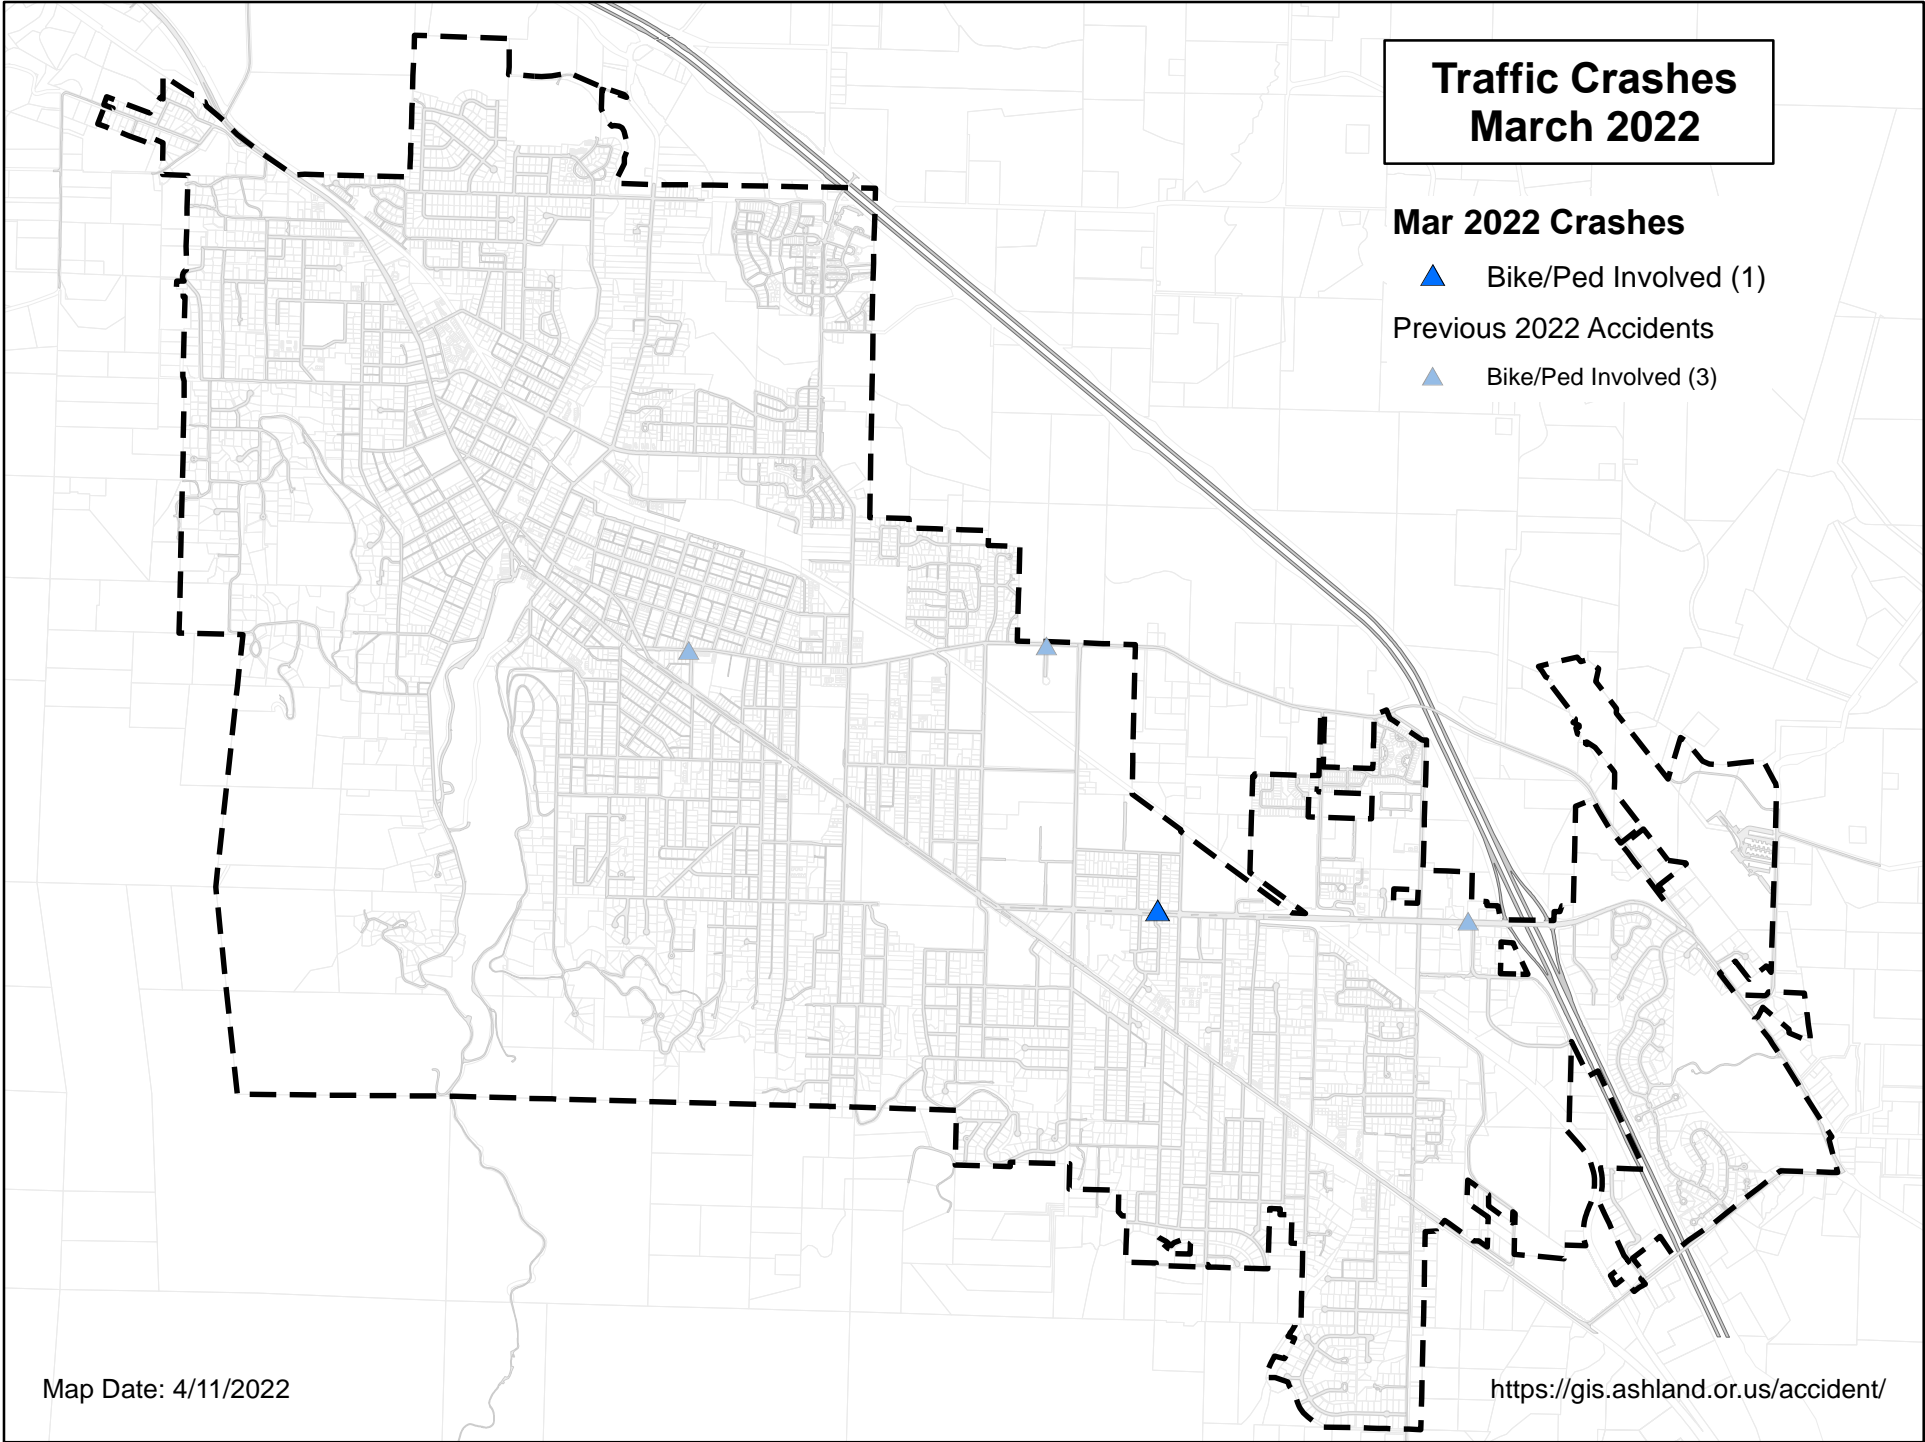 Traffic Crashes
March 2022
Mar 2022 Crashes
Bike/Ped Involved (1)
Previous 2022 Accidents
Bike/Ped Involved (3)
Map Date: 4/11/2022
https://gis.ashland.or.us/accident/